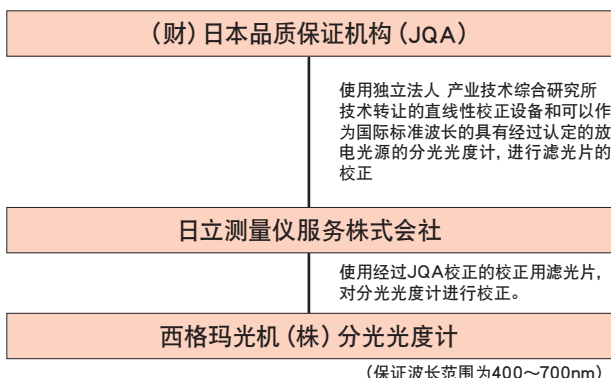 （财）日本品质保证机构（JQA）
使用独立法人 产业技术综合研究所
技术转让的直线性校正设备和可以作
为国际标准波长的具有经过认定的放
电光源的分光光度计，进行滤光片的
校正
日立测量仪服务株式会社
使用经过JQA校正的校正用滤光片，
对分光光度计进行校正。
西格玛光机（株）分光光度计
（保证波长范围为400～700nm）